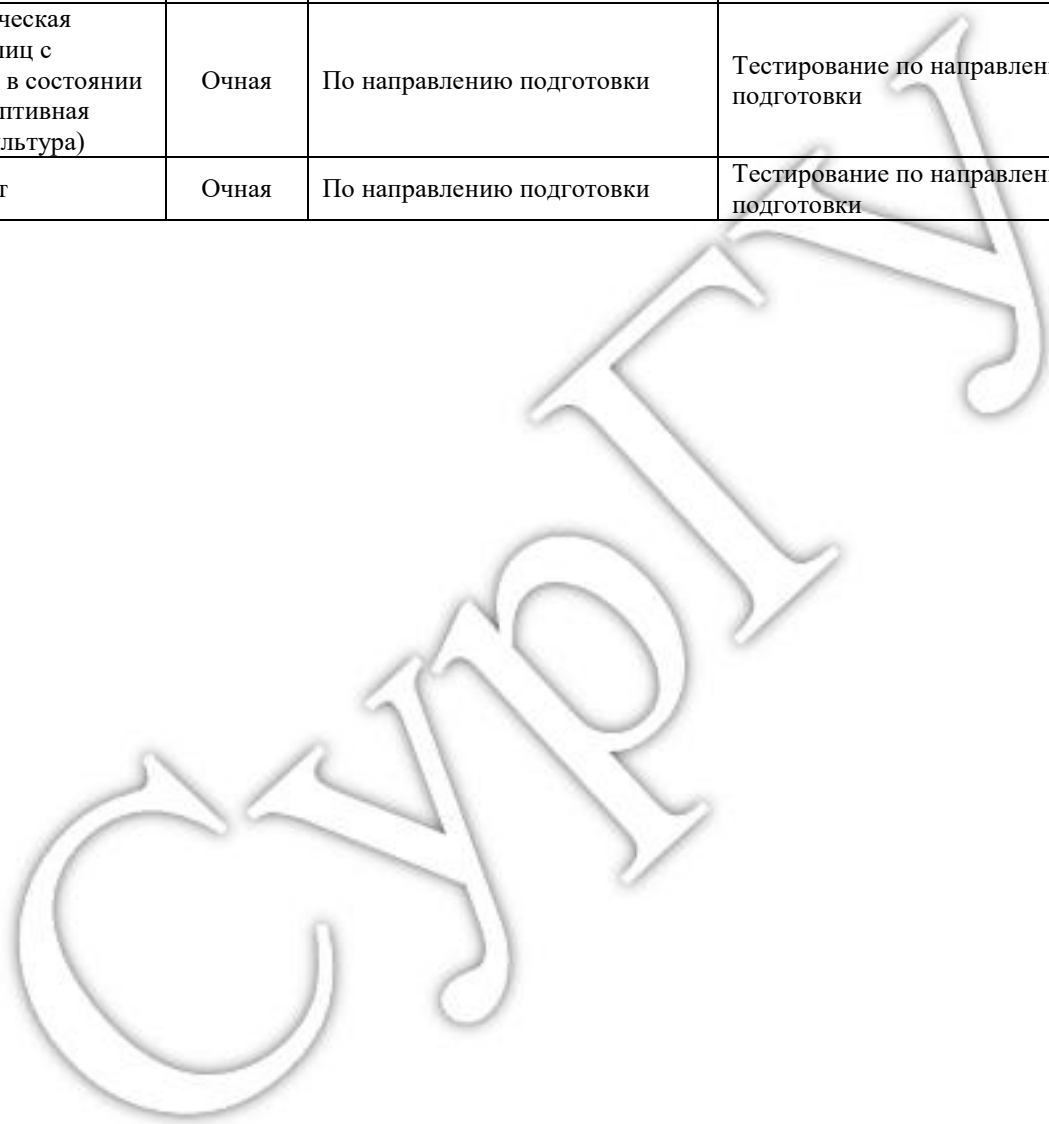 ческая
лиц с
в состоянии
птивная
льтура)
Очная
По направлению подготовки
Тестирование по направлен
подготовки
т
Очная
По направлению подготовки
Тестирование по направлен
подготовки
СурГУ